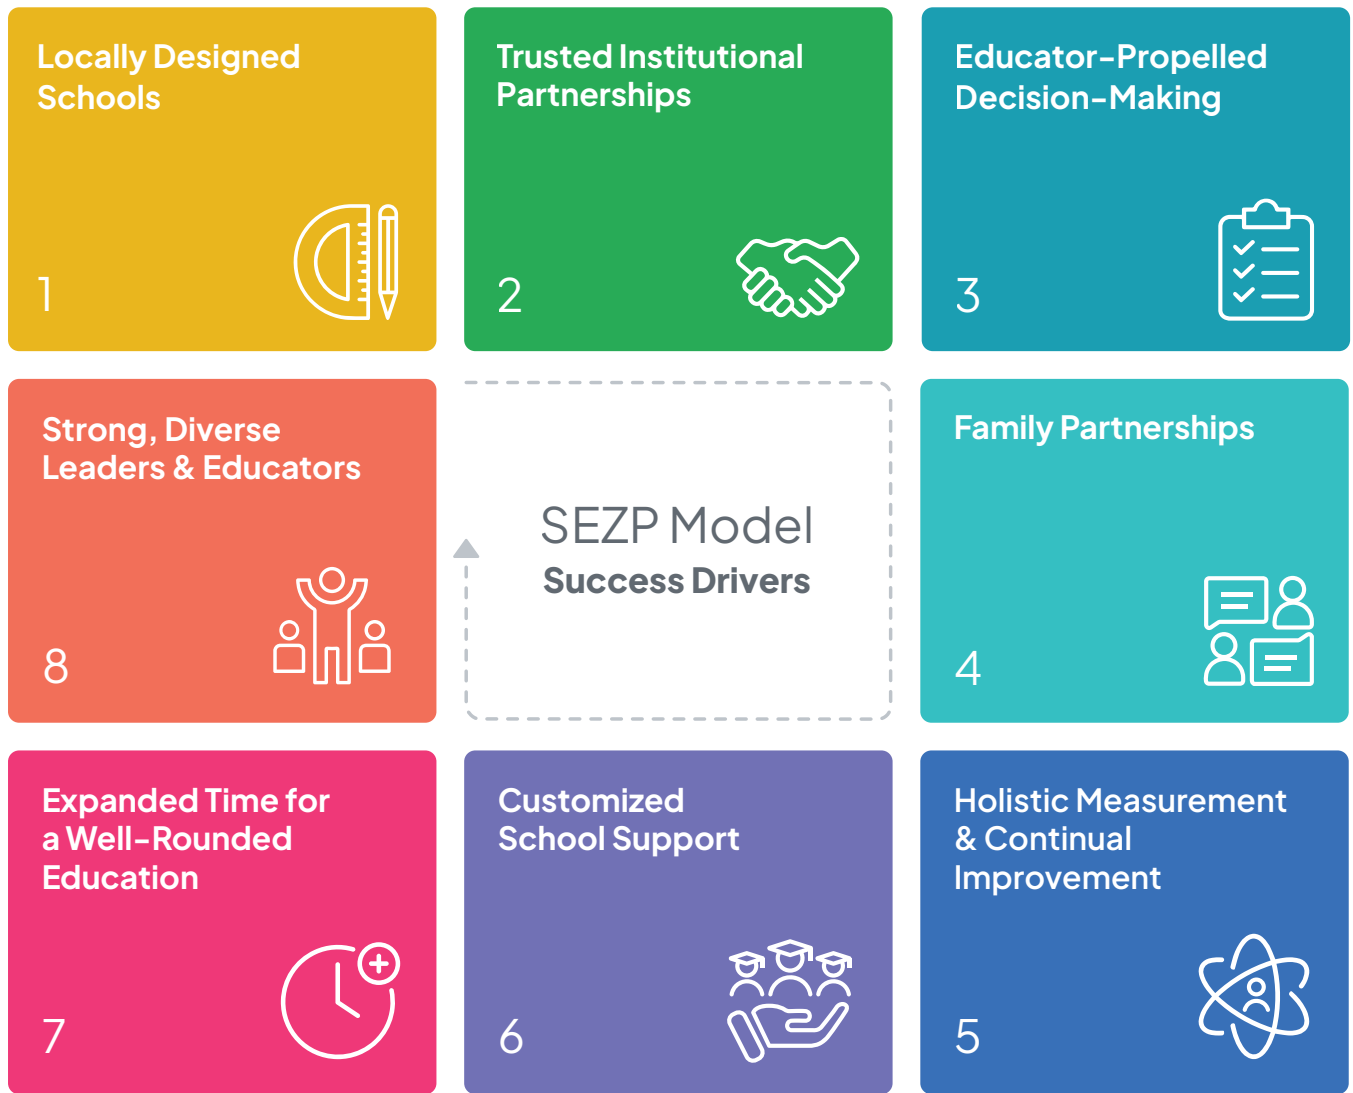 Locally Designed
Schools
1
Trusted Institutional
Partnerships
2
Educator-Propelled
Decision-Making
3
Strong, Diverse
Leaders & Educators
8
SEZP Model
Success Drivers
Family Partnerships
4
Expanded Time for
a Well-Rounded
Education
7
Customized
School Support
6
Holistic Measurement
& Continual
Improvement
5